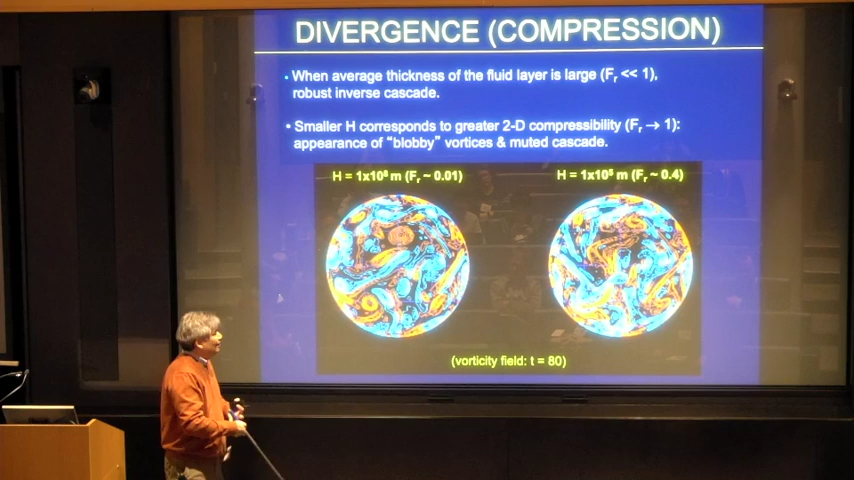 DIVERGENCE (COMPRESSION)
• When average thickness of the fluid layer is large (Fr << 1),
robust inverse cascade.
• Smaller H corresponds to greater 2-D compressibility (Fr → 1):
appearance of “blobby” vortices & muted cascade.
H = 1x10⁸ m (Fr ~ 0.01)
H = 1x10⁵ m (Fr ~ 0.4)
(vorticity field: t = 80)